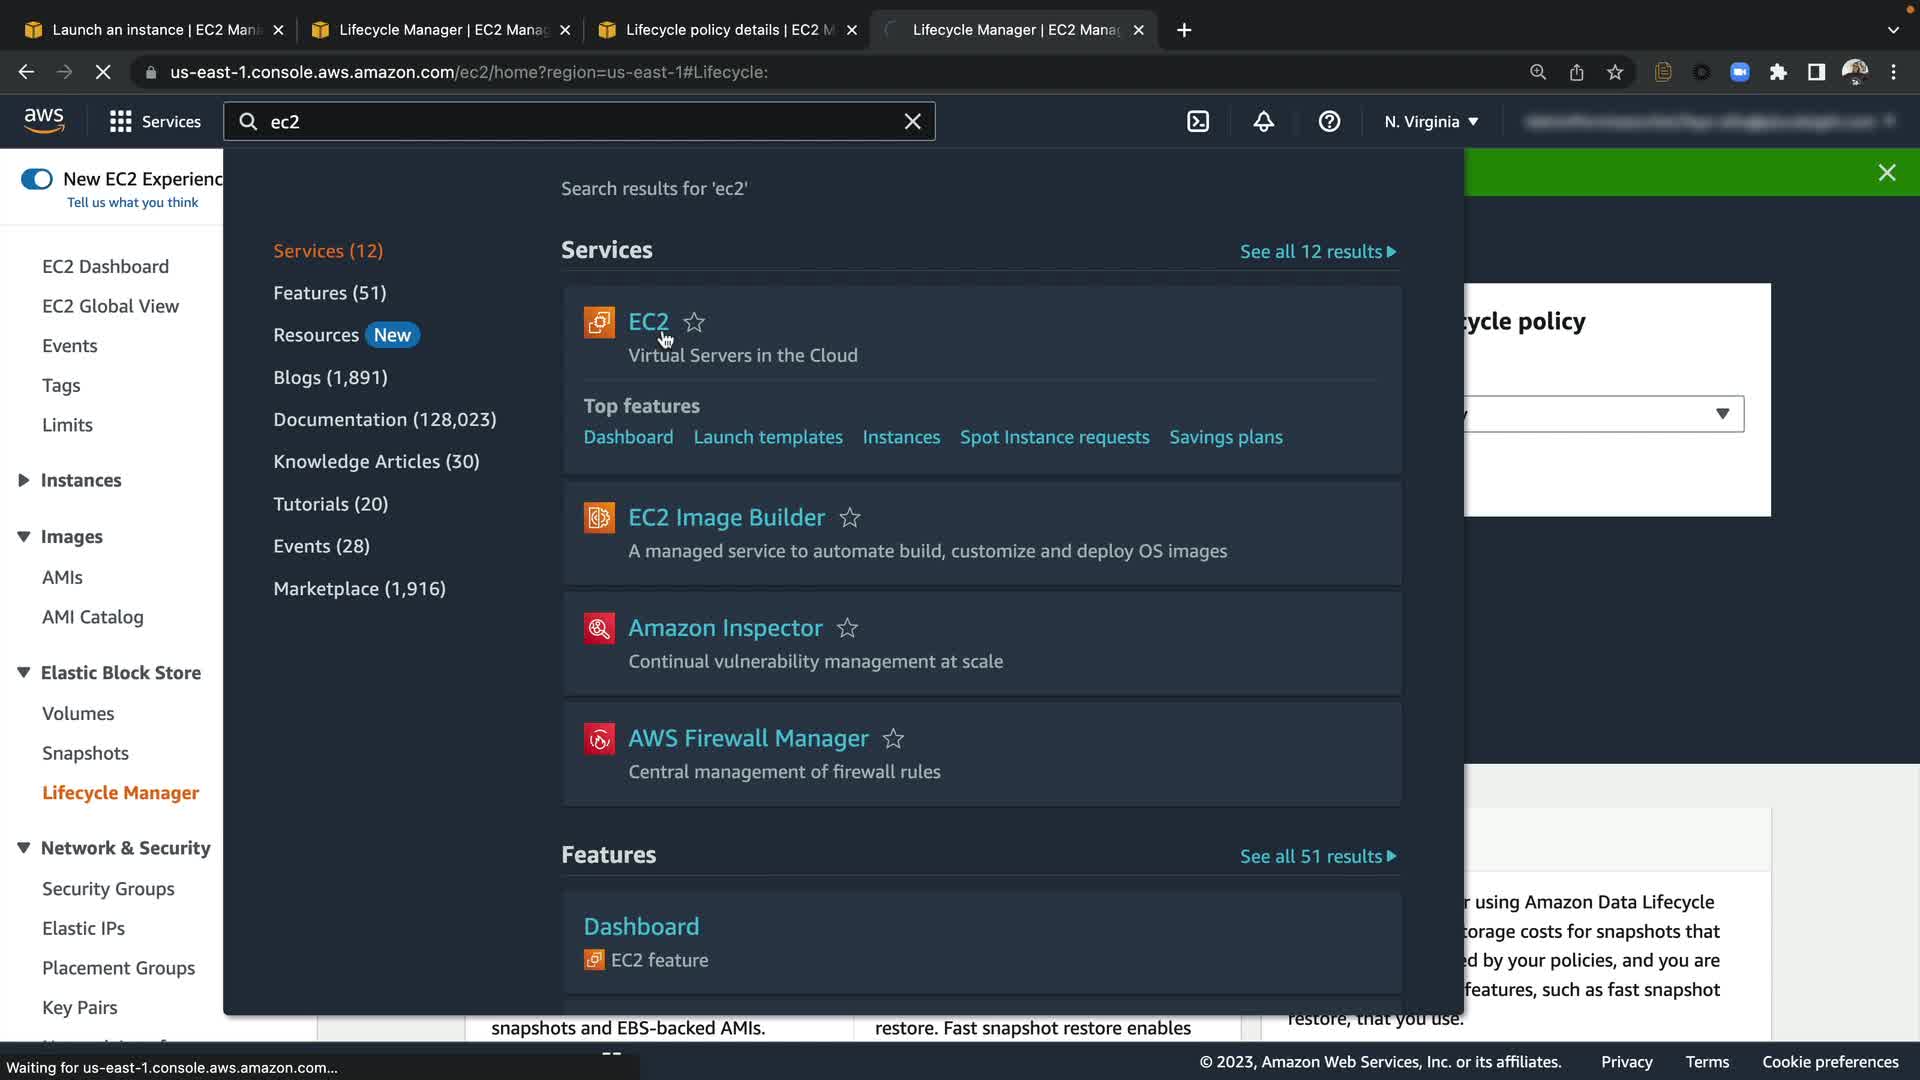 Launch an instance | EC2 Mana
Lifecycle Manager | EC2 Manag
Lifecycle policy details | EC2 M
Lifecycle Manager | EC2 Manag
us-east-1.console.aws.amazon.com/ec2/home?region=us-east-1#Lifecycle:
aws
Services
ec2
N. Virginia
New EC2 Experienc
Tell us what you think
EC2 Dashboard
EC2 Global View
Events
Tags
Limits
Instances
Images
AMIs
AMI Catalog
Elastic Block Store
Volumes
Snapshots
Lifecycle Manager
Network & Security
Security Groups
Elastic IPs
Placement Groups
Key Pairs
Search results for 'ec2'
Services (12)
Features (51)
Resources New
Blogs (1,891)
Documentation (128,023)
Knowledge Articles (30)
Tutorials (20)
Events (28)
Marketplace (1,916)
Services
See all 12 results
EC2
Virtual Servers in the Cloud
Top features
Dashboard Launch templates Instances Spot Instance requests Savings plans
EC2 Image Builder
A managed service to automate build, customize and deploy OS images
Amazon Inspector
Continual vulnerability management at scale
AWS Firewall Manager
Central management of firewall rules
Features
See all 51 results
Dashboard
EC2 feature
cycle policy
y
r using Amazon Data Lifecycle
torage costs for snapshots that
ed by your policies, and you are
features, such as fast snapshot
restore, that you use.
snapshots and EBS-backed AMIs.
restore. Fast snapshot restore enables
Waiting for us-east-1.console.aws.amazon.com...
© 2023, Amazon Web Services, Inc. or its affiliates.
Privacy
Terms
Cookie preferences